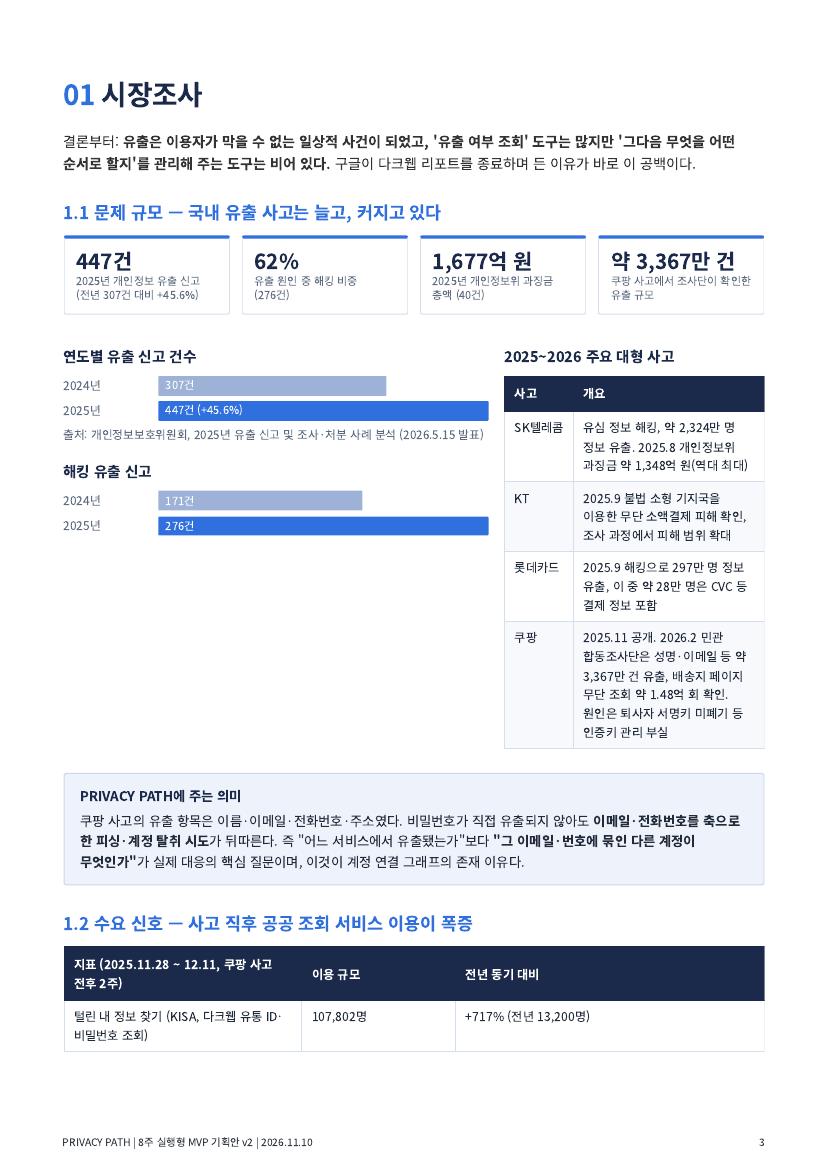 01 시장조사
결론부터: 유출은 이용자가 막을 수 없는 일상적 사건이 되었고, '유출 여부 조회' 도구는 많지만 '그다음 무엇을 어떤
순서로 할지'를 관리해 주는 도구는 비어 있다. 구글이 다크웹 리포트를 종료하며 든 이유가 바로 이 공백이다.
1.1 문제 규모 — 국내 유출 사고는 늘고, 커지고 있다
447건
2025년 개인정보 유출 신고
(전년 307건 대비 +45.6%)
62%
유출 원인 중 해킹 비중
(276건)
1,677억 원
2025년 개인정보위 과징금
총액 (40건)
약 3,367만 건
쿠팡 사고에서 조사단이 확인한
유출 규모
연도별 유출 신고 건수
2024년 307건
2025년 447건 (+45.6%)
출처: 개인정보보호위원회, 2025년 유출 신고 및 조사·처분 사례 분석 (2026.5.15 발표)
해킹 유출 신고
2024년 171건
2025년 276건
2025~2026 주요 대형 사고
사고 개요
SK텔레콤 유심 정보 해킹, 약 2,324만 명
정보 유출. 2025.8 개인정보위
과징금 약 1,348억 원(역대 최대)
KT 2025.9 불법 소형 기지국을
이용한 무단 소액결제 피해 확인,
조사 과정에서 피해 범위 확대
롯데카드 2025.9 해킹으로 297만 명 정보
유출, 이 중 약 28만 명은 CVC 등
결제 정보 포함
쿠팡 2025.11 공개. 2026.2 민관
합동조사단은 성명·이메일 등 약
3,367만 건 유출, 배송지 페이지
무단 조회 약 1.48억 회 확인.
원인은 퇴사자 서명키 미폐기 등
인증키 관리 부실
PRIVACY PATH에 주는 의미
쿠팡 사고의 유출 항목은 이름·이메일·전화번호·주소였다. 비밀번호가 직접 유출되지 않아도 이메일·전화번호를 축으로
한 피싱·계정 탈취 시도가 뒤따른다. 즉 "어느 서비스에서 유출됐는가"보다 "그 이메일·번호에 묶인 다른 계정이
무엇인가"가 실제 대응의 핵심 질문이며, 이것이 계정 연결 그래프의 존재 이유다.
1.2 수요 신호 — 사고 직후 공공 조회 서비스 이용이 폭증
지표 (2025.11.28 ~ 12.11, 쿠팡 사고
전후 2주)
이용 규모
전년 동기 대비
털린 내 정보 찾기 (KISA, 다크웹 유통 ID·
비밀번호 조회)
107,802명
+717% (전년 13,200명)
PRIVACY PATH | 8주 실행형 MVP 기획안 v2 | 2026.11.10
3